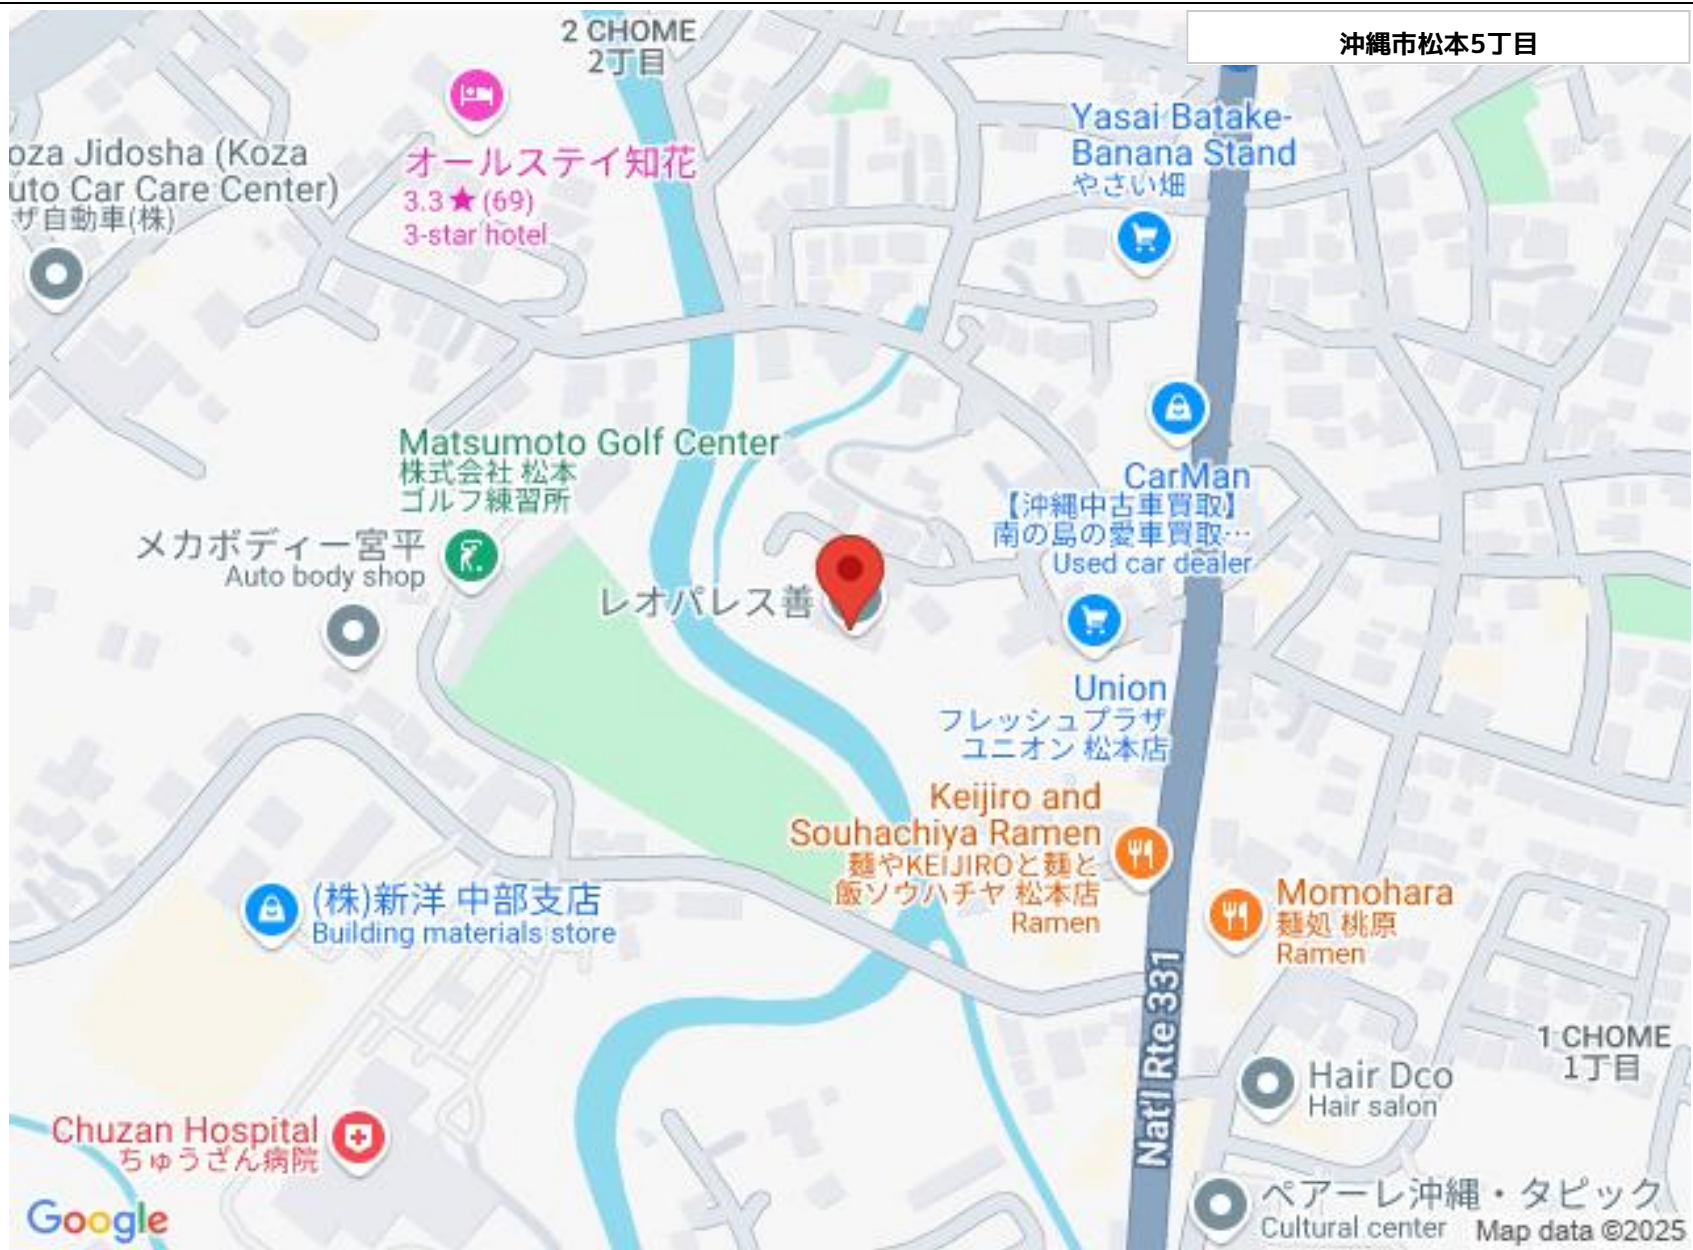 沖縄市松本5丁目
2 CHOME
2丁目
Yasai Batake-
Banana Stand
やさい畑
oza Jidosha (Koza
uto Car Care Center)
ザ自動車(株)
オールステイ知花
3.3★(69)
3-star hotel
Matsumoto Golf Center
株式会社 松本
ゴルフ練習所
CarMan
【沖縄中古車買取】
南の島の愛車買取…
Used car dealer
メカボディー宮平
Auto body shop
レオパレス善
Union
フレッシュプラザ
ユニオン 松本店
Keijiro and
Souhachiya Ramen
麺やKEIJIROと麺と
飯ソウハチヤ 松本店
Ramen
(株)新洋 中部支店
Building materials store
Momohara
麺処 桃原
Ramen
Nat'l Rte 331
1 CHOME
1丁目
Hair Dco
Hair salon
Chuzan Hospital
ちゅうざん病院
ペアーレ沖縄・タピック
Cultural center
Google
Map data ©2025